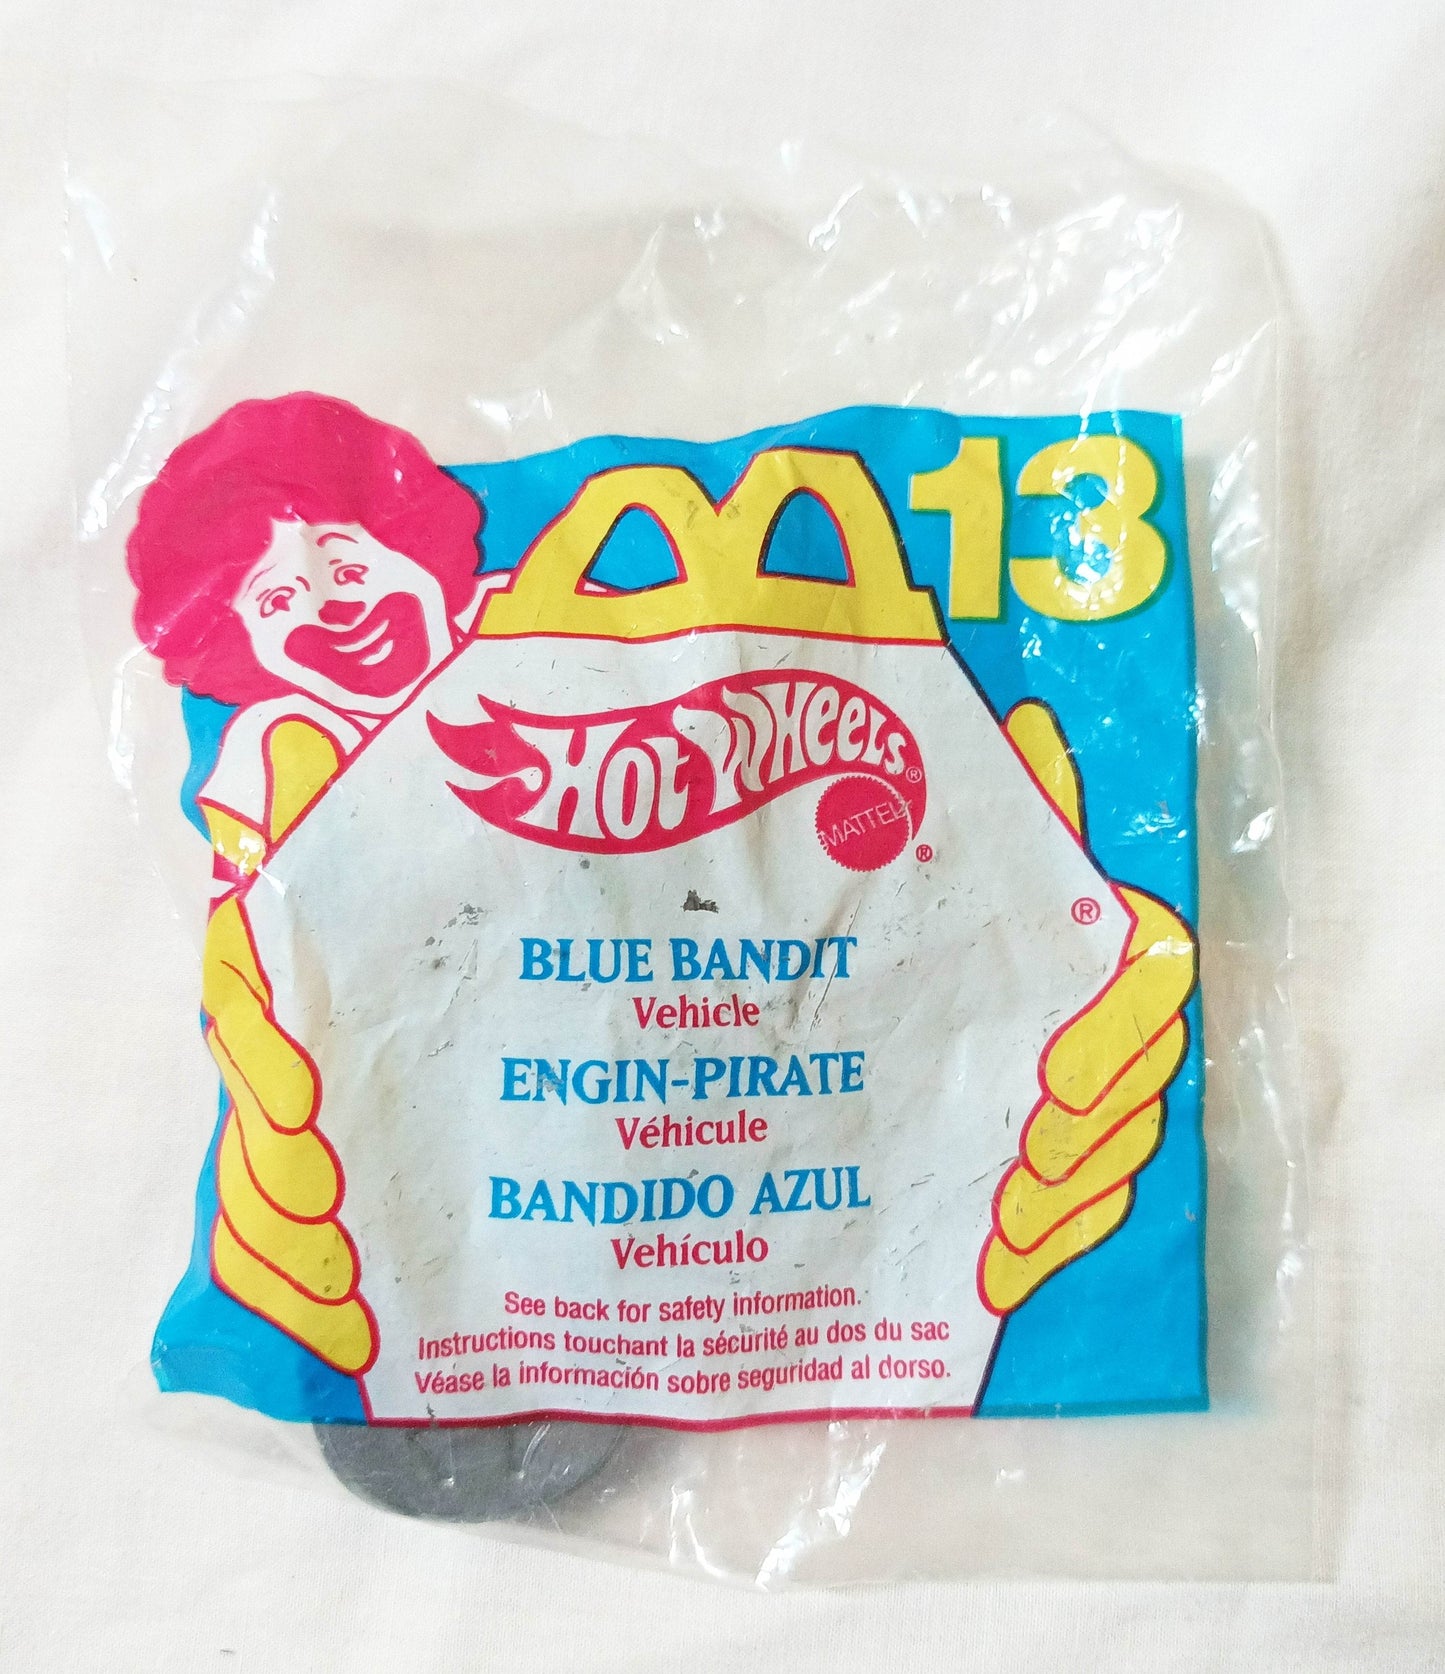 13
Hot Wheels®
MATTEL®
®
BLUE BANDIT
Vehicle
ENGIN-PIRATE
Véhicule
BANDIDO AZUL
Vehículo
See back for safety information.
Instructions touchant la sécurité au dos du sac
Véase la información sobre seguridad al dorso.